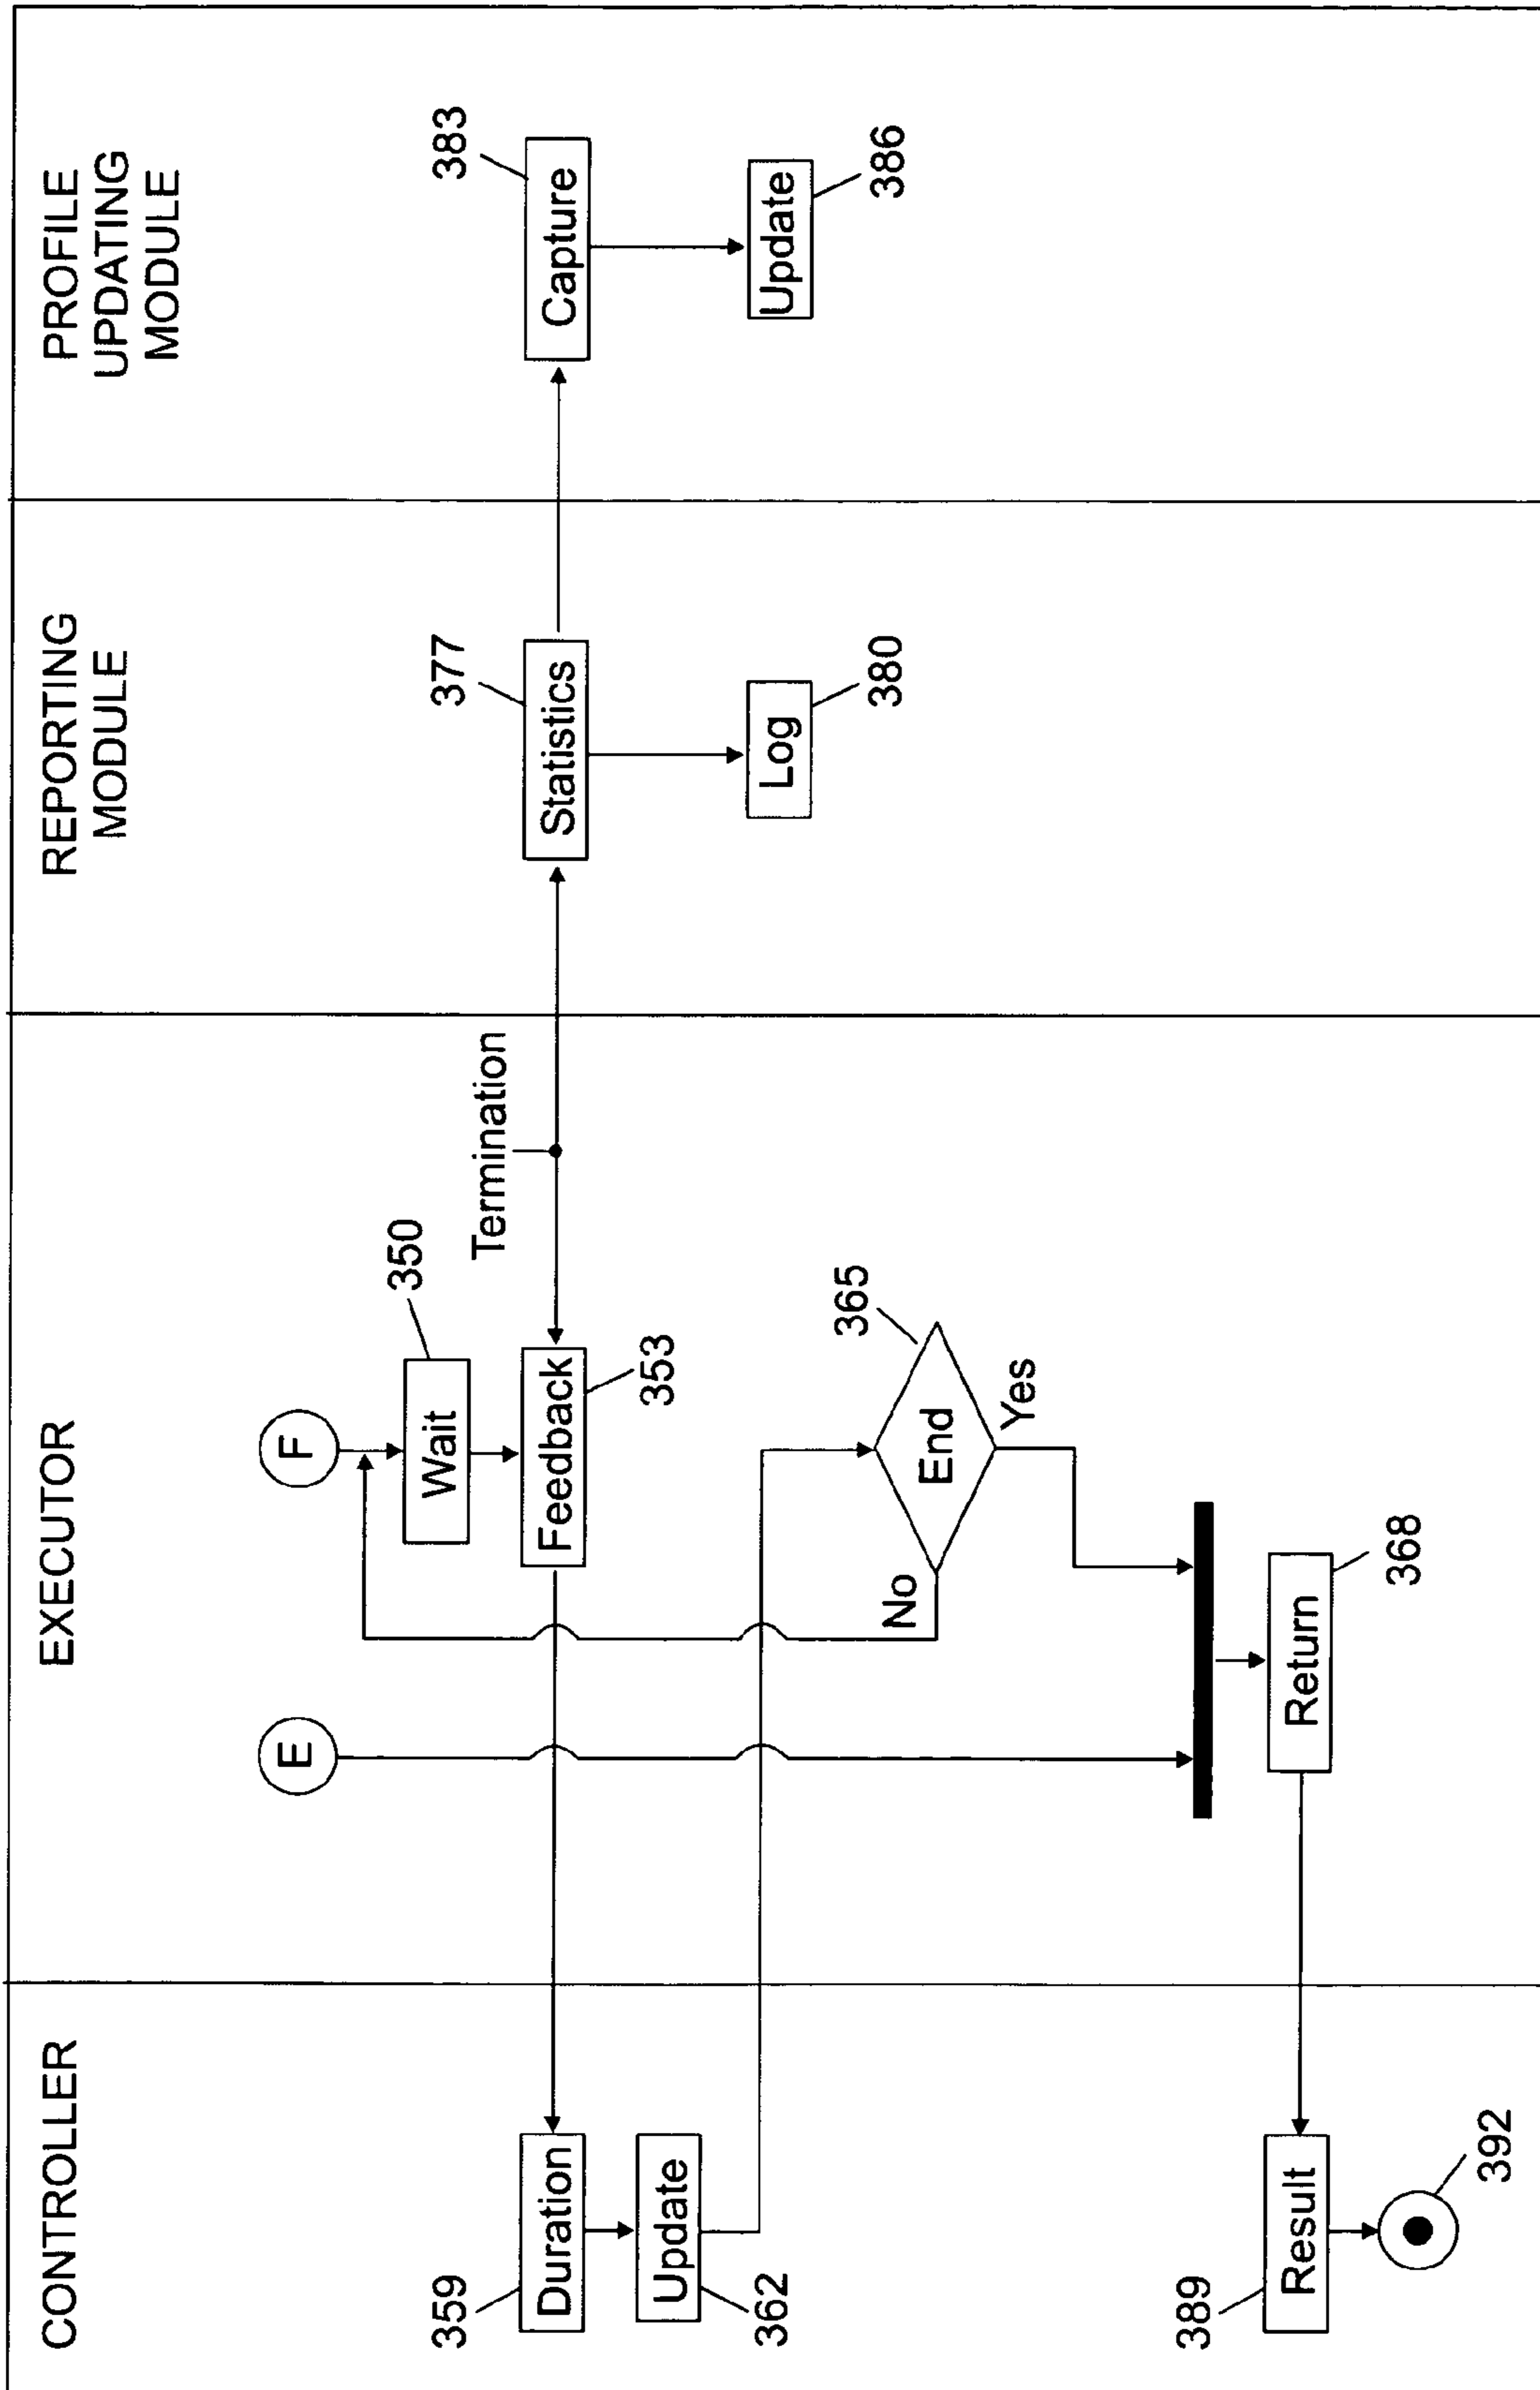 CONTROLLER
EXECUTOR
REPORTING
MODULE
PROFILE
UPDATING
MODULE
E
F
Wait
350
Termination
359
Duration
Feedback
353
377
Statistics
383
Capture
362
Update
Log
380
Update
386
365
End
No
Yes
389
Result
Return
368
392